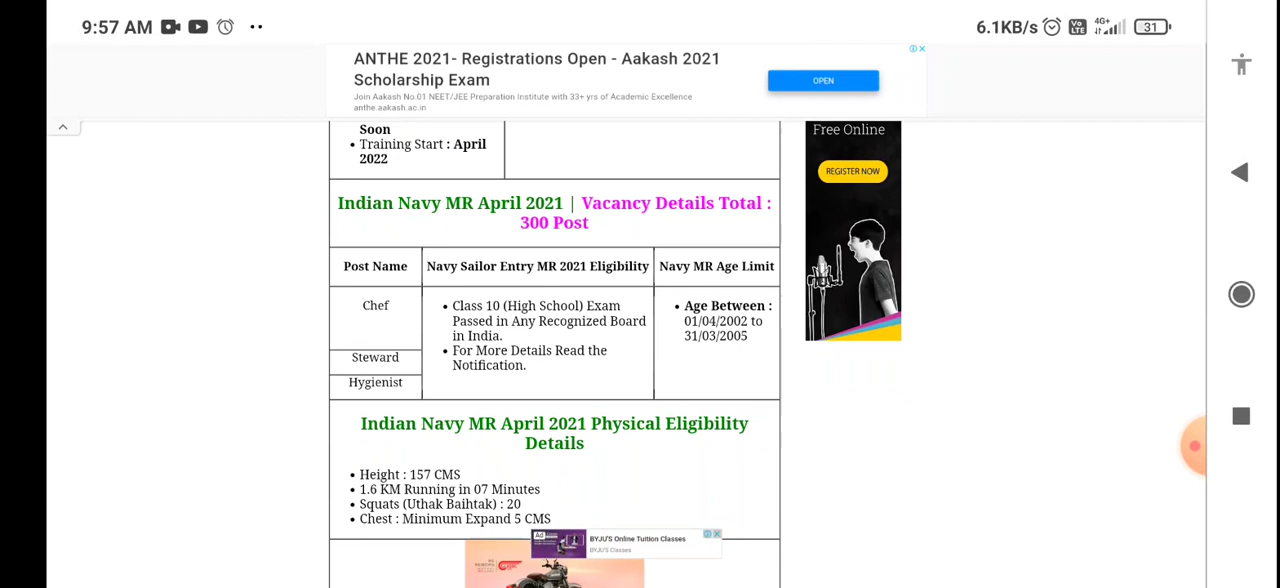 9:57 AM
6.1KB/s
Vo
LTE
4G+
31
ANTHE 2021- Registrations Open - Aakash 2021
Scholarship Exam
Join Aakash No.01 NEET/JEE Preparation Institute with 33+ yrs of Academic Excellence
anthe.aakash.ac.in
OPEN
Soon
• Training Start : April
2022
Free Online
REGISTER NOW
Indian Navy MR April 2021 | Vacancy Details Total :
300 Post
Post Name
Navy Sailor Entry MR 2021 Eligibility
Navy MR Age Limit
Chef
Steward
Hygienist
• Class 10 (High School) Exam
Passed in Any Recognized Board
in India.
• For More Details Read the
Notification.
• Age Between :
01/04/2002 to
31/03/2005
Indian Navy MR April 2021 Physical Eligibility
Details
• Height : 157 CMS
• 1.6 KM Running in 07 Minutes
• Squats (Uthak Baihtak) : 20
• Chest : Minimum Expand 5 CMS
Ad
BYJU'S Online Tuition Classes
BYJU'S Classes